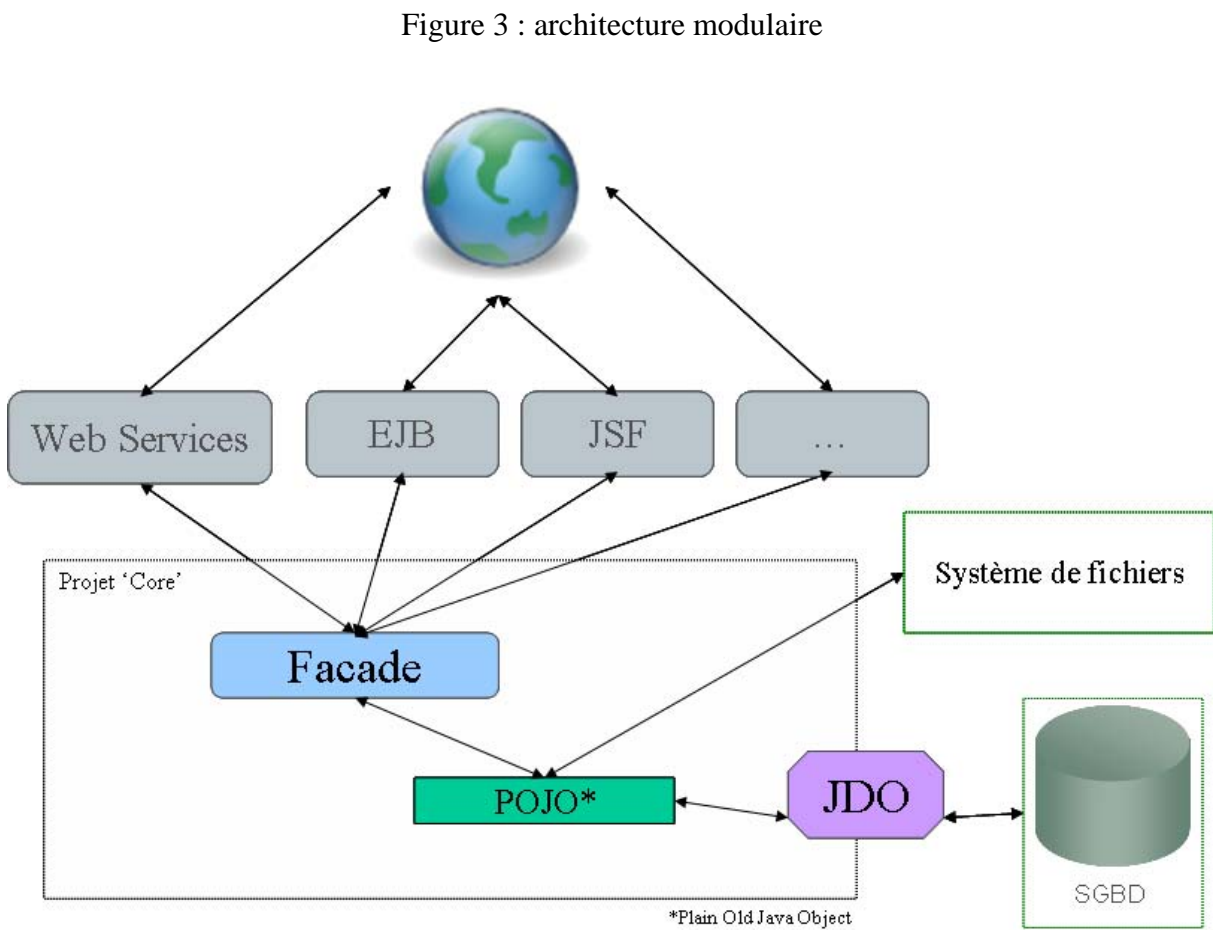 Figure 3 : architecture modulaire
Web Services
EJB
JSF
...
Système de fichiers
Projet ‘Core’
Facade
POJO*
JDO
SGBD
*Plain Old Java Object